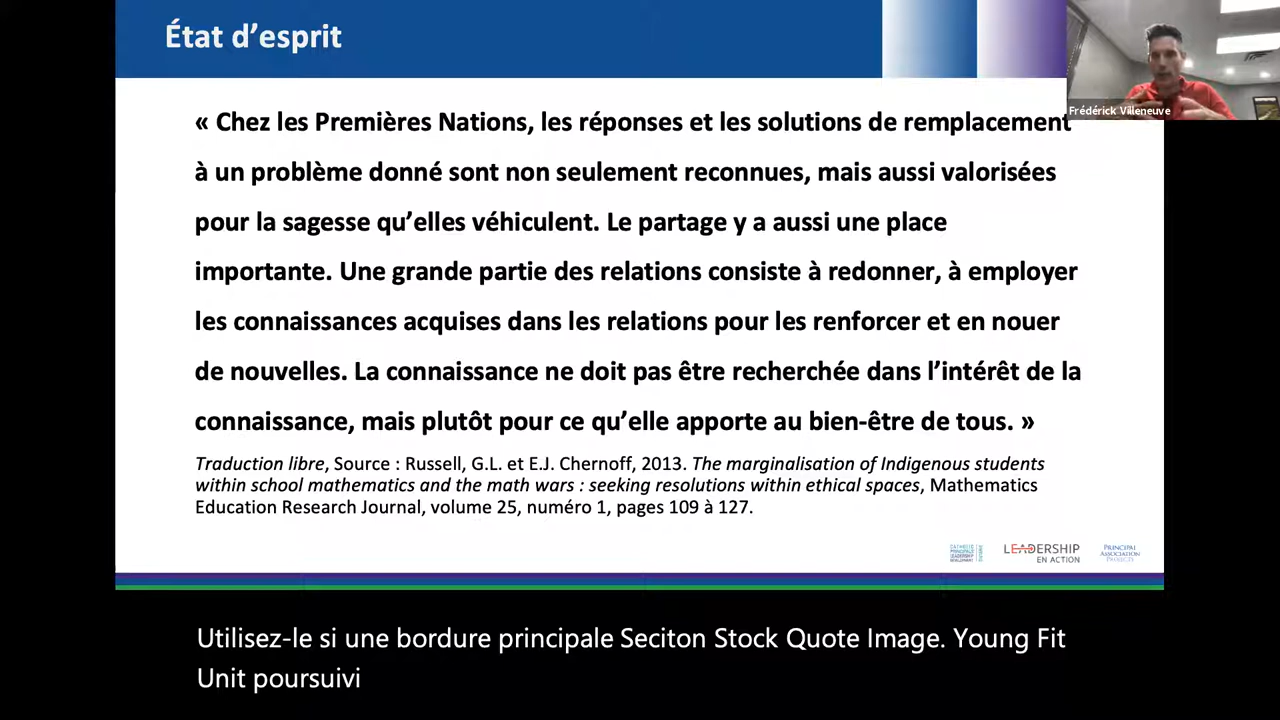 État d’esprit
Frédérick Villeneuve
« Chez les Premières Nations, les réponses et les solutions de remplacement
à un problème donné sont non seulement reconnues, mais aussi valorisées
pour la sagesse qu’elles véhiculent. Le partage y a aussi une place
importante. Une grande partie des relations consiste à redonner, à employer
les connaissances acquises dans les relations pour les renforcer et en nouer
de nouvelles. La connaissance ne doit pas être recherchée dans l’intérêt de la
connaissance, mais plutôt pour ce qu’elle apporte au bien-être de tous. »
Traduction libre, Source : Russell, G.L. et E.J. Chernoff, 2013. The marginalisation of Indigenous students
within school mathematics and the math wars : seeking resolutions within ethical spaces, Mathematics
Education Research Journal, volume 25, numéro 1, pages 109 à 127.
CATHOLIC
PRINCIPALS
LEADERSHIP
DEVELOPMENT
LEADERSHIP
EN ACTION
PRINCIPAL
ASSOCIATION
PROJECTS
Utilisez-le si une bordure principale Seciton Stock Quote Image. Young Fit
Unit poursuivi